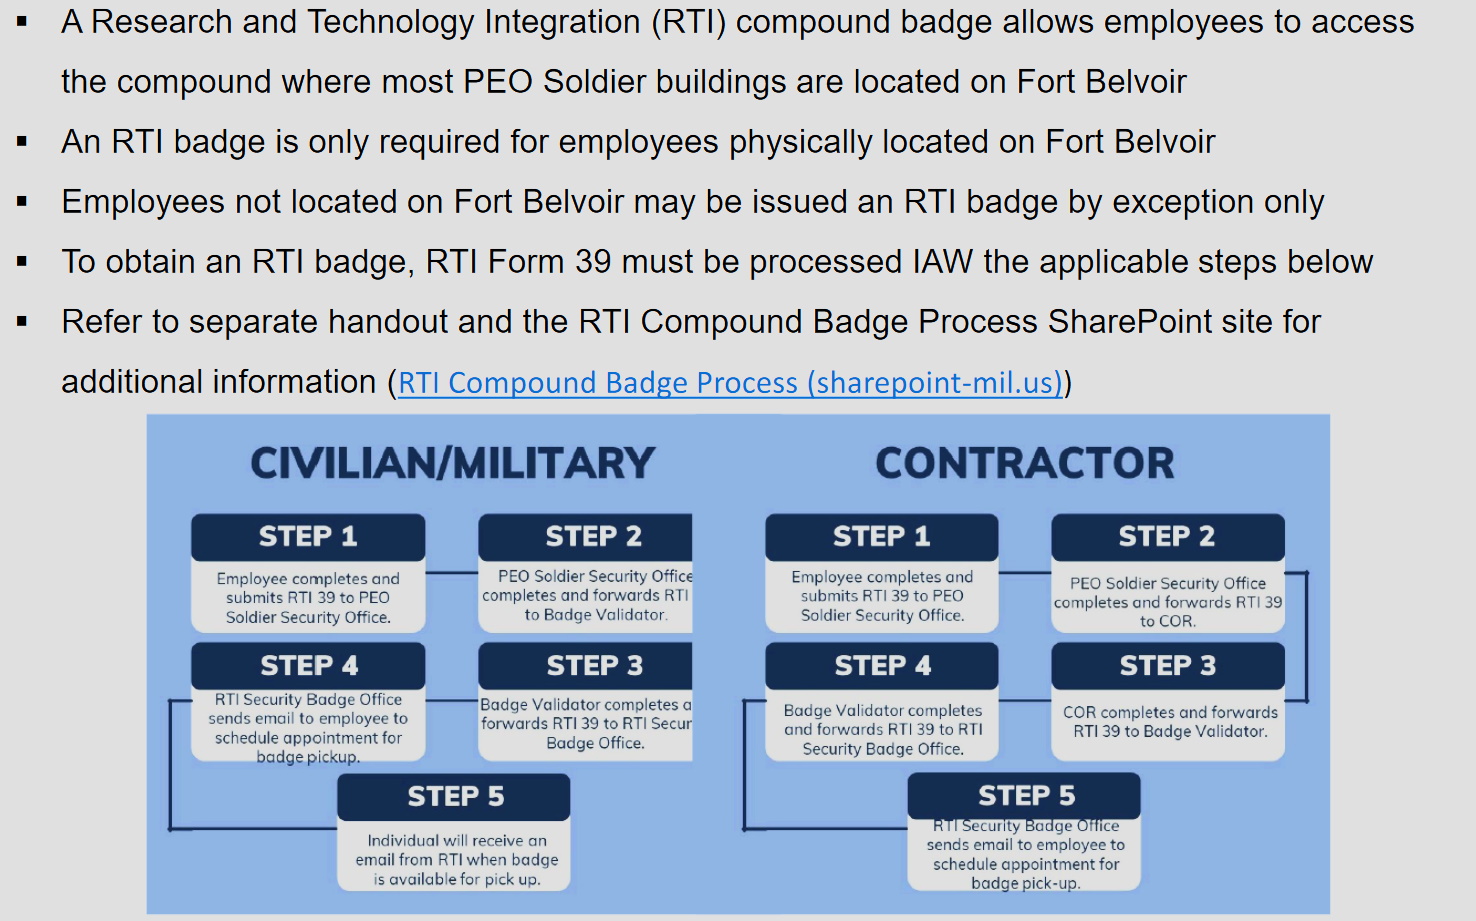 ▪ A Research and Technology Integration (RTI) compound badge allows employees to access
the compound where most PEO Soldier buildings are located on Fort Belvoir
▪ An RTI badge is only required for employees physically located on Fort Belvoir
▪ Employees not located on Fort Belvoir may be issued an RTI badge by exception only
▪ To obtain an RTI badge, RTI Form 39 must be processed IAW the applicable steps below
▪ Refer to separate handout and the RTI Compound Badge Process SharePoint site for
additional information (RTI Compound Badge Process (sharepoint-mil.us))
CIVILIAN/MILITARY
STEP 1
Employee completes and
submits RTI 39 to PEO
Soldier Security Office.
STEP 2
PEO Soldier Security Office
completes and forwards RTI
to Badge Validator.
STEP 3
Badge Validator completes a
forwards RTI 39 to RTI Secur
Badge Office.
STEP 4
RTI Security Badge Office
sends email to employee to
schedule appointment for
badge pickup.
STEP 5
Individual will receive an
email from RTI when badge
is available for pick up.
CONTRACTOR
STEP 1
Employee completes and
submits RTI 39 to PEO
Soldier Security Office.
STEP 2
PEO Soldier Security Office
completes and forwards RTI 39
to COR.
STEP 3
COR completes and forwards
RTI 39 to Badge Validator.
STEP 4
Badge Validator completes
and forwards RTI 39 to RTI
Security Badge Office.
STEP 5
RTI Security Badge Office
sends email to employee to
schedule appointment for
badge pick-up.